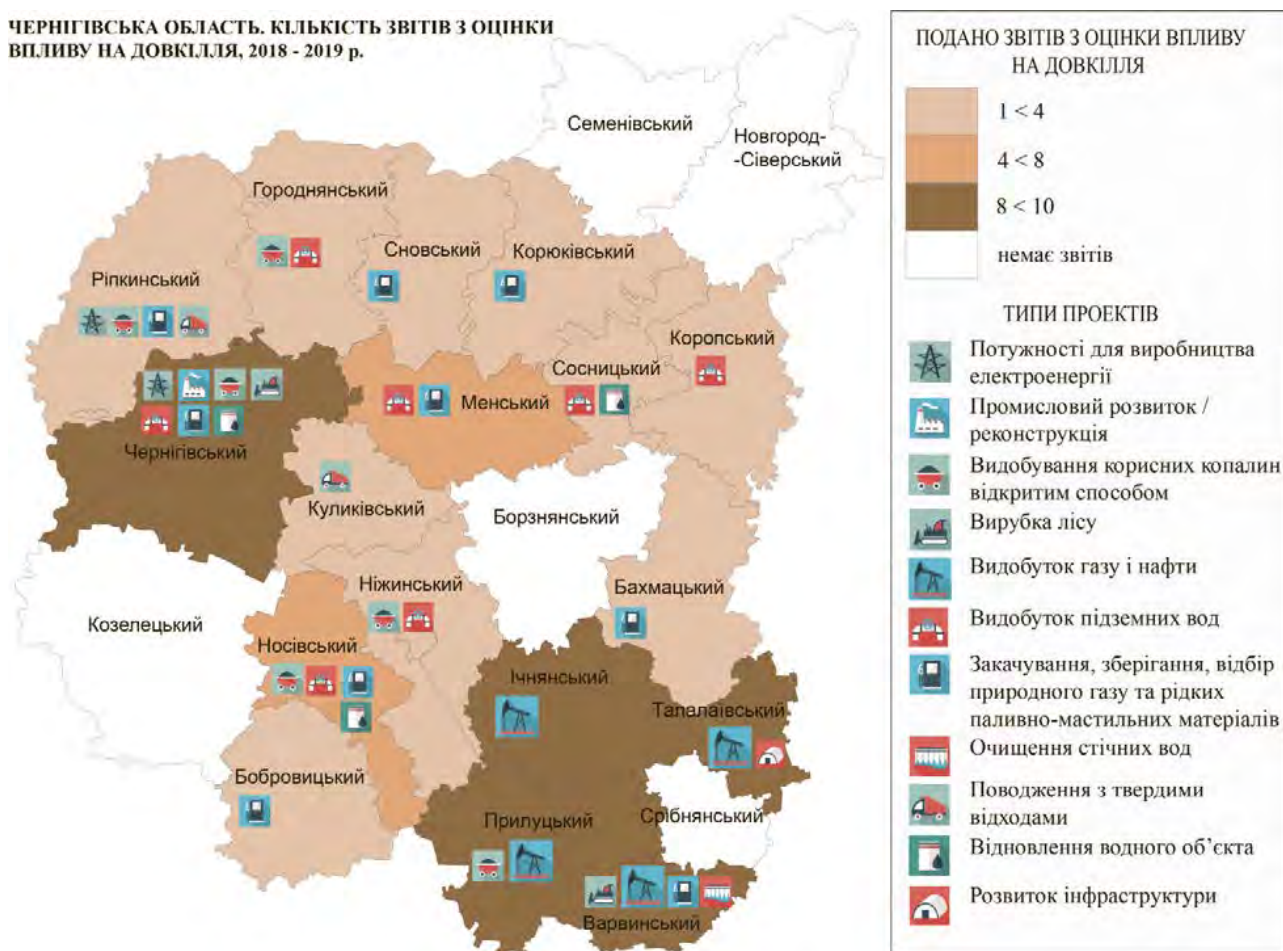 ЧЕРНІГІВСЬКА ОБЛАСТЬ. КІЛЬКІСТЬ ЗВІТІВ З ОЦІНКИ
ВПЛИВУ НА ДОВКІЛЛЯ, 2018 - 2019 р.
Семенівський
Новгород-
-Сіверський
Городнянський
Сновський
Корюківський
Ріпкинський
Коропський
Сосницький
Менський
Чернігівський
Куликівський
Борзнянський
Ніжинський
Бахмацький
Козелецький
Носівський
Ічнянський
Талалаївський
Бобровицький
Срібнянський
Прилуцький
Варвинський
ПОДАНО ЗВІТІВ З ОЦІНКИ ВПЛИВУ
НА ДОВКІЛЛЯ
1 < 4
4 < 8
8 < 10
немає звітів
ТИПИ ПРОЕКТІВ
Потужності для виробництва
електроенергії
Промисловий розвиток /
реконструкція
Видобування корисних копалин
відкритим способом
Вирубка лісу
Видобуток газу і нафти
Видобуток підземних вод
Закачування, зберігання, відбір
природного газу та рідких
паливно-мастильних матеріалів
Очищення стічних вод
Поводження з твердими
відходами
Відновлення водного об’єкта
Розвиток інфраструктури